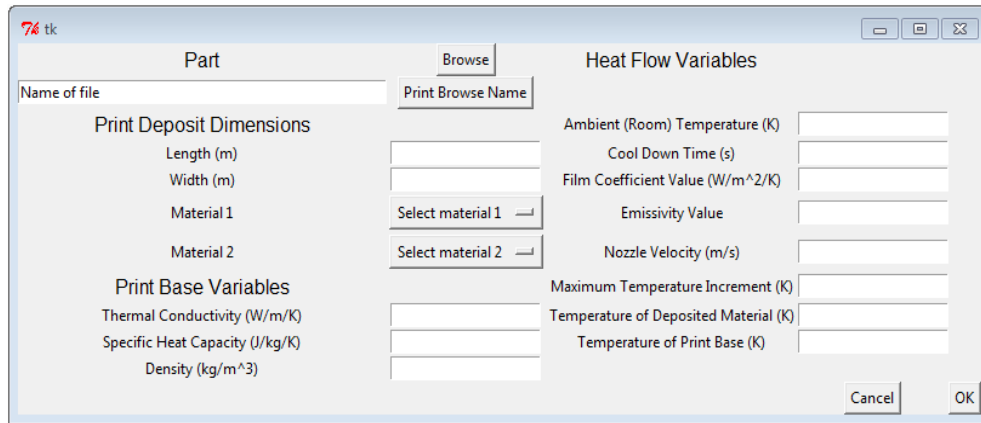 tk
Part Browse Heat Flow Variables
Name of file Print Browse Name
Print Deposit Dimensions Ambient (Room) Temperature (K)
Length (m) Cool Down Time (s)
Width (m) Film Coefficient Value (W/m^2/K)
Material 1 Select material 1 Emissivity Value
Material 2 Select material 2 Nozzle Velocity (m/s)
Print Base Variables Maximum Temperature Increment (K)
Thermal Conductivity (W/m/K) Temperature of Deposited Material (K)
Specific Heat Capacity (J/kg/K) Temperature of Print Base (K)
Density (kg/m^3)
Cancel OK